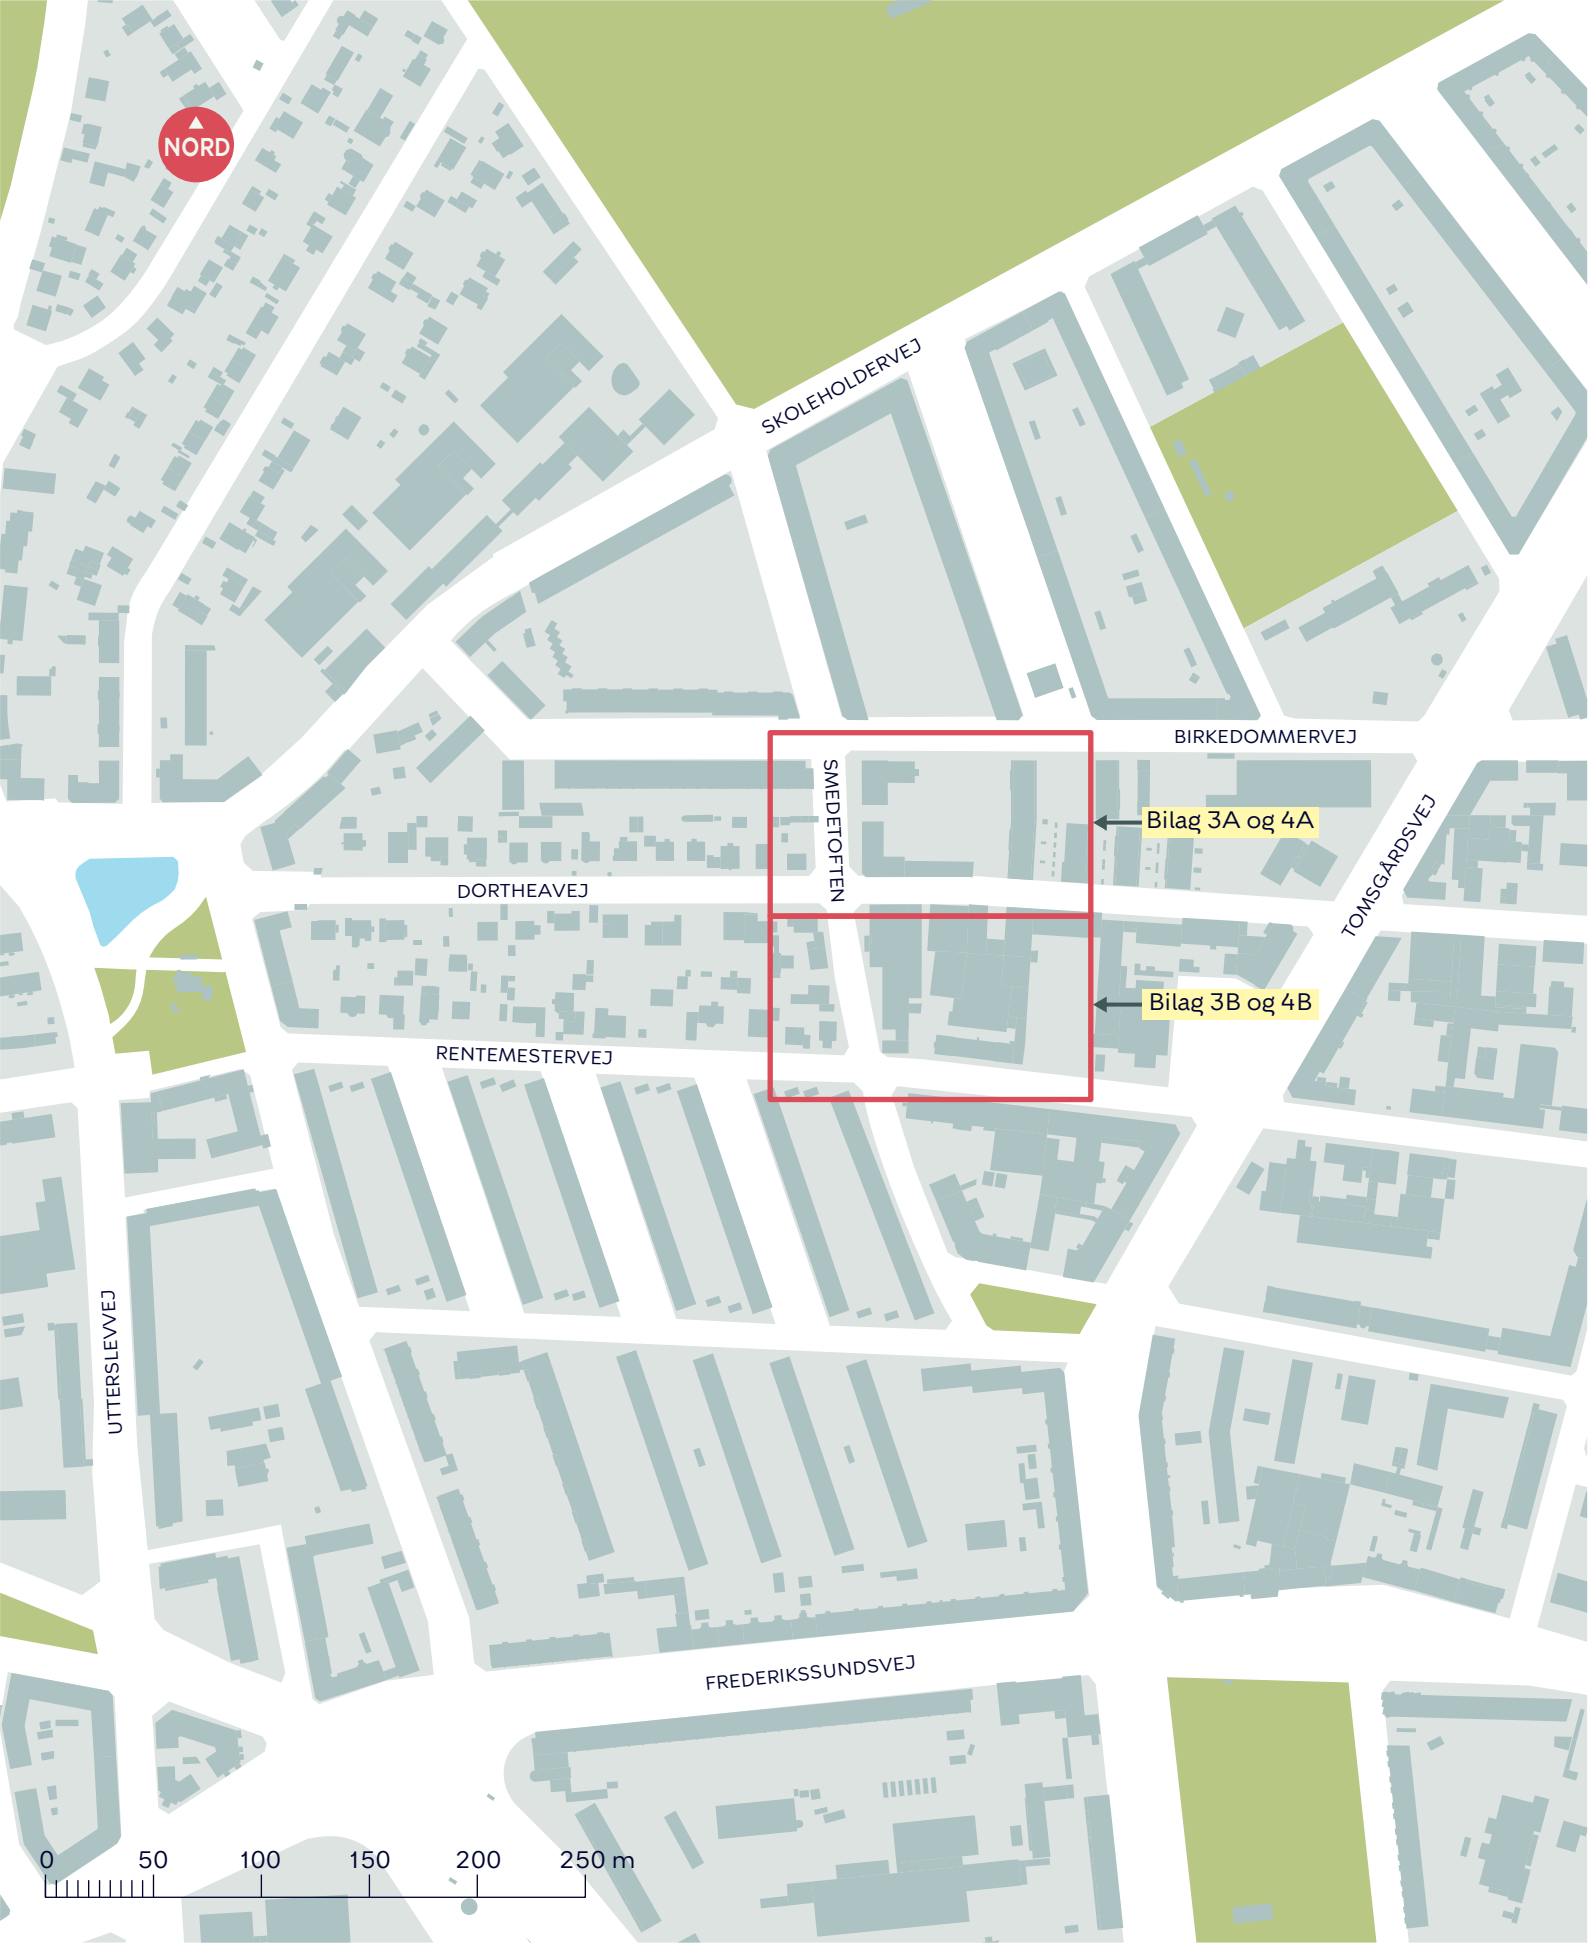 NORD
SKOLEHOLDERVEJ
BIRKEDOMMERVEJ
SMEDETOFTEN
Bilag 3A og 4A
TOMSGÅRDSVEJ
DORTHEAVEJ
Bilag 3B og 4B
RENTEMESTERVEJ
UTTERSLEVVEJ
FREDERIKSSUNDSVEJ
0 50 100 150 200 250 m